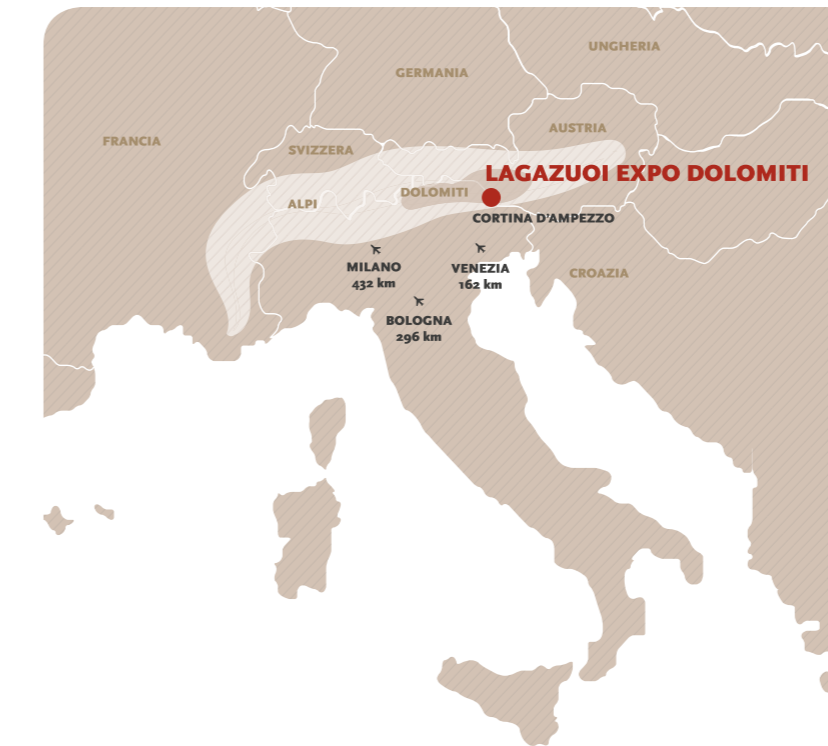 UNGHERIA
GERMANIA
AUSTRIA
FRANCIA
SVIZZERA
LAGAZUOI EXPO DOLOMITI
DOLOMITI
ALPI
CORTINA D'AMPEZZO
MILANO
432 km
VENEZIA
162 km
CROAZIA
BOLOGNA
296 km